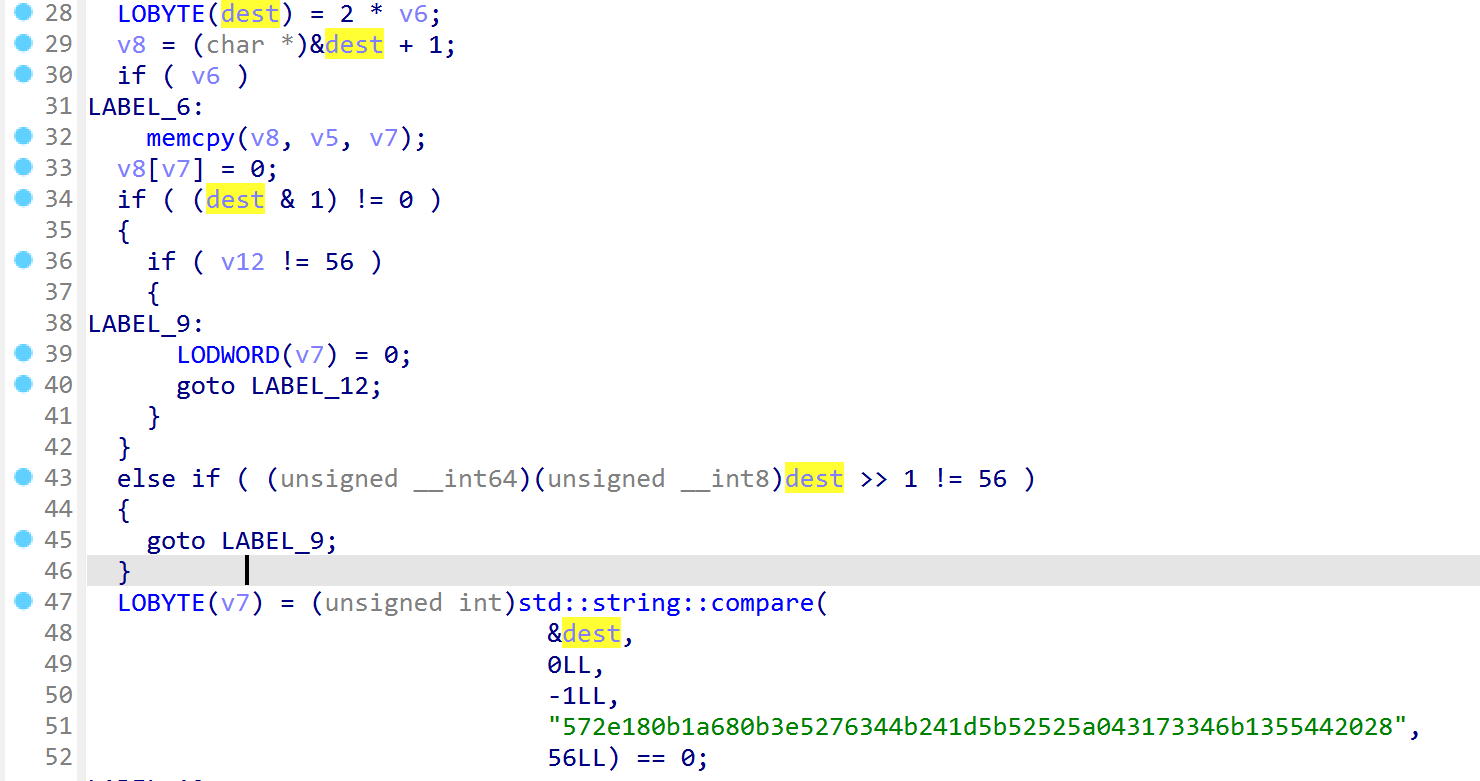 28 LOBYTE(dest) = 2 * v6;
29 v8 = (char *)&dest + 1;
30 if ( v6 )
31 LABEL_6:
32 memcpy(v8, v5, v7);
33 v8[v7] = 0;
34 if ( (dest & 1) != 0 )
35 {
36 if ( v12 != 56 )
37 {
38 LABEL_9:
39 LODWORD(v7) = 0;
40 goto LABEL_12;
41 }
42 }
43 else if ( (unsigned __int64)(unsigned __int8)dest >> 1 != 56 )
44 {
45 goto LABEL_9;
46 }
47 LOBYTE(v7) = (unsigned int)std::string::compare(
48 &dest,
49 0LL,
50 -1LL,
51 "572e180b1a680b3e5276344b241d5b52525a043173346b1355442028",
52 56LL) == 0;